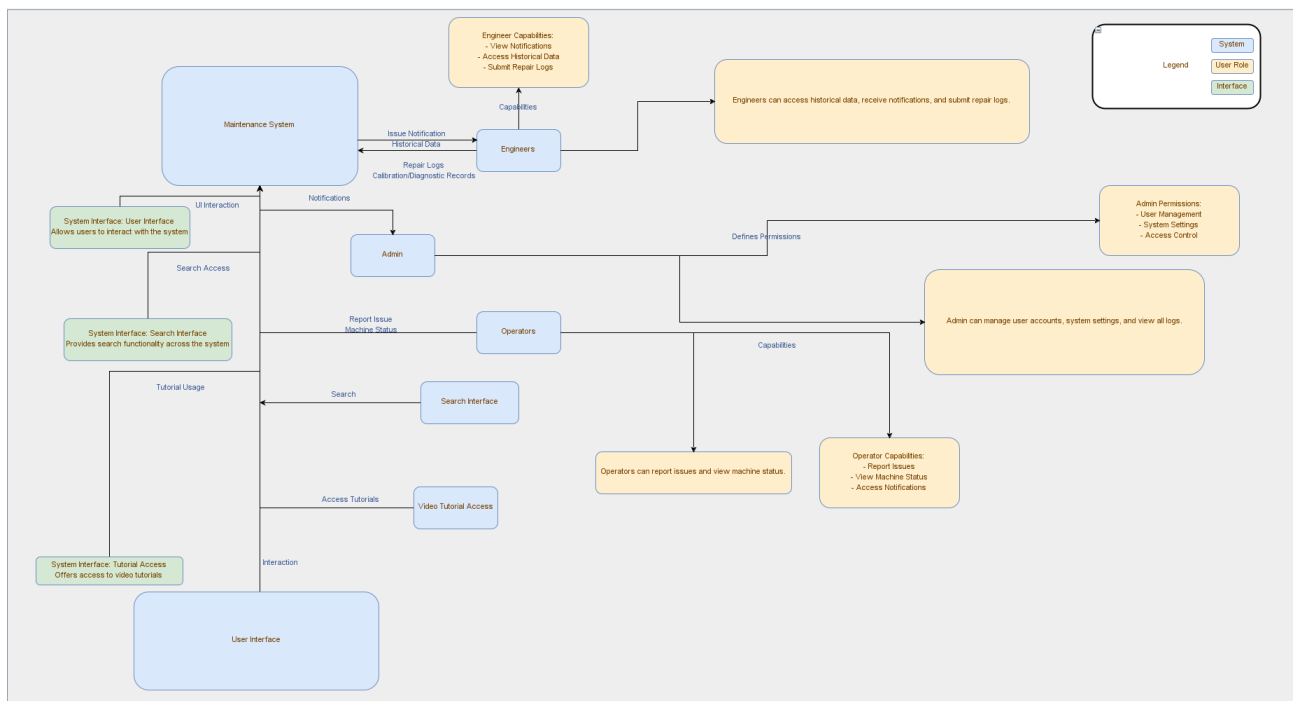 Engineer Capabilities:
- View Notifications
- Access Historical Data
- Submit Repair Logs
System
Legend
User Role
Interface
Engineers can access historical data, receive notifications, and submit repair logs.
Maintenance System
Capabilities
Issue Notification
Historical Data
Engineers
Repair Logs
Calibration/Diagnostic Records
UI Interaction
Notifications
System Interface: User Interface
Allows users to interact with the system
Admin
Defines Permissions
Admin Permissions:
- User Management
- System Settings
- Access Control
Search Access
Report Issue
Machine Status
Operators
Admin can manage user accounts, system settings, and view all logs.
System Interface: Search Interface
Provides search functionality across the system
Capabilities
Tutorial Usage
Search
Search Interface
Operators can report issues and view machine status.
Operator Capabilities:
- Report Issues
- View Machine Status
- Access Notifications
Access Tutorials
Video Tutorial Access
System Interface: Tutorial Access
Offers access to video tutorials
Interaction
User Interface